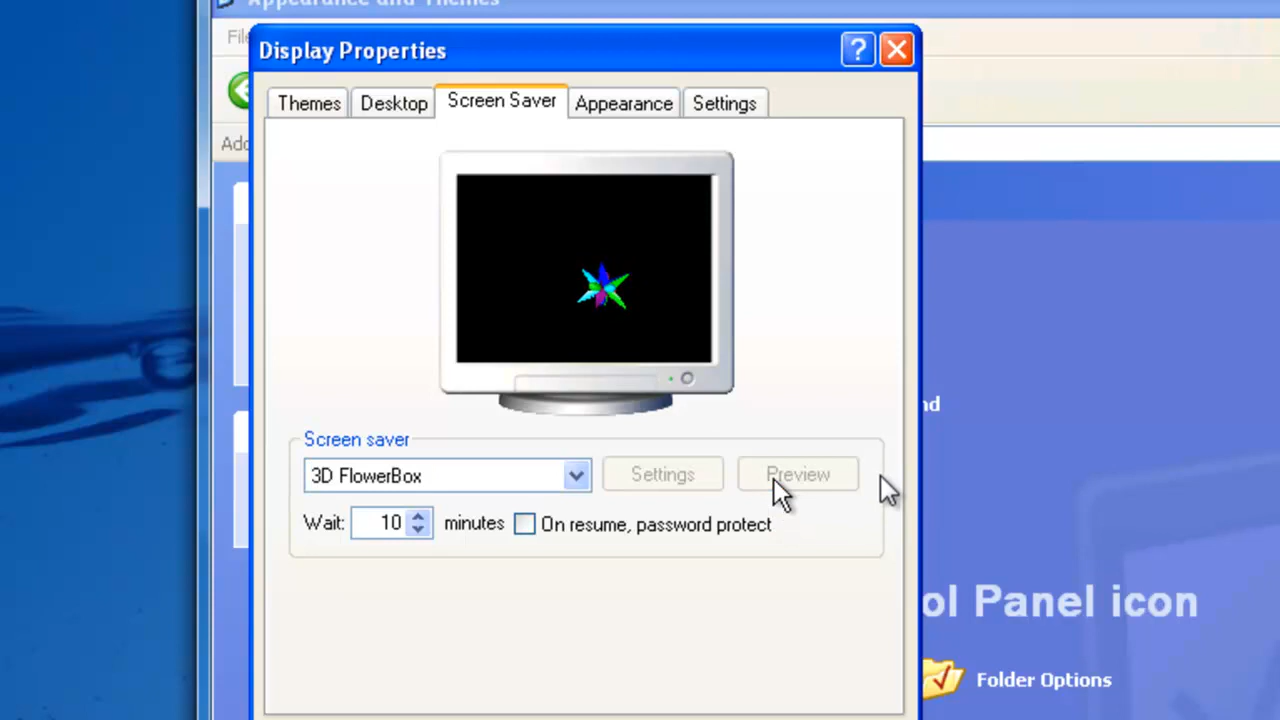 Appearance and Themes
Display Properties
Themes
Desktop
Screen Saver
Appearance
Settings
Screen saver
3D FlowerBox
Settings
Preview
Wait: 10 minutes
On resume, password protect
ol Panel icon
Folder Options